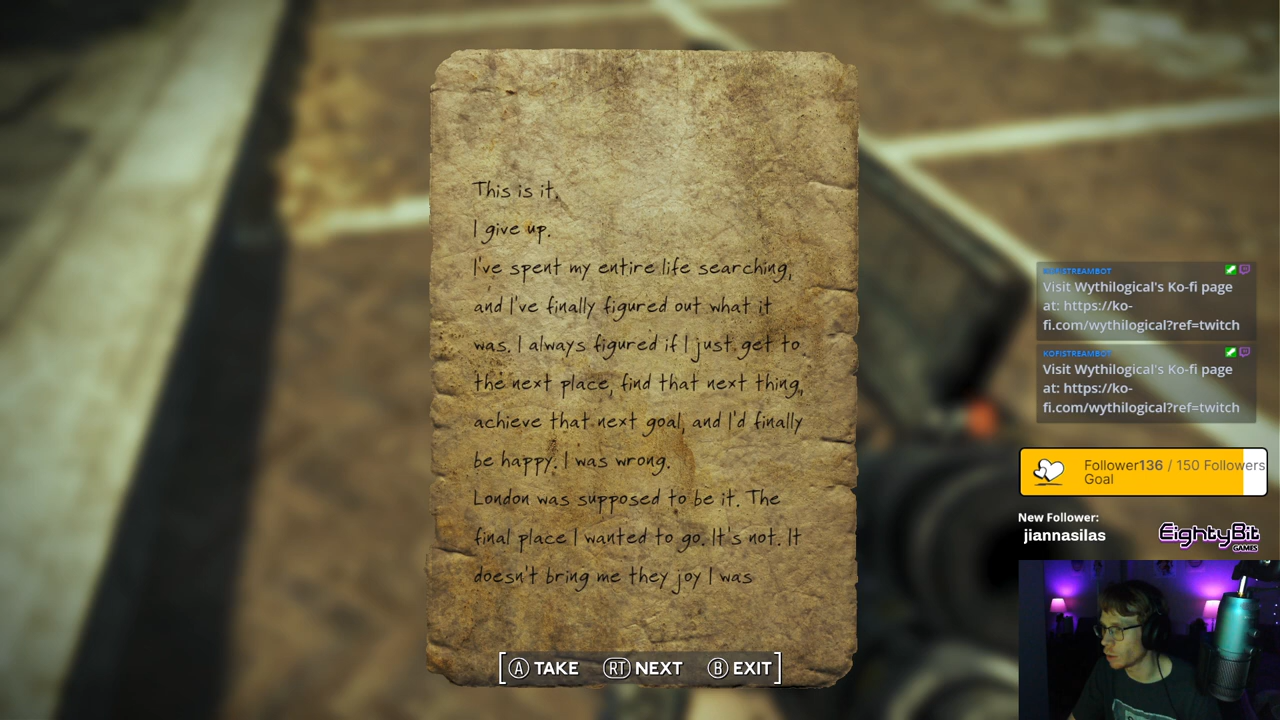 This is it.
I give up.
I've spent my entire life searching,
and I've finally figured out what it
was. I always figured if I just get to
the next place, find that next thing,
achieve that next goal, and I'd finally
be happy. I was wrong.
London was supposed to be it. The
final place I wanted to go. It's not. It
doesn't bring me they joy I was
A TAKE RT NEXT B EXIT
Visit Wythilogical's Ko-fi page
at: https://ko-
fi.com/wythilogical?ref=twitch
KOFISTREAMBOT
Visit Wythilogical's Ko-fi page
at: https://ko-
fi.com/wythilogical?ref=twitch
Follower136 / 150 Followers
Goal
New Follower:
jiannasilas
EightyBit
GAMES